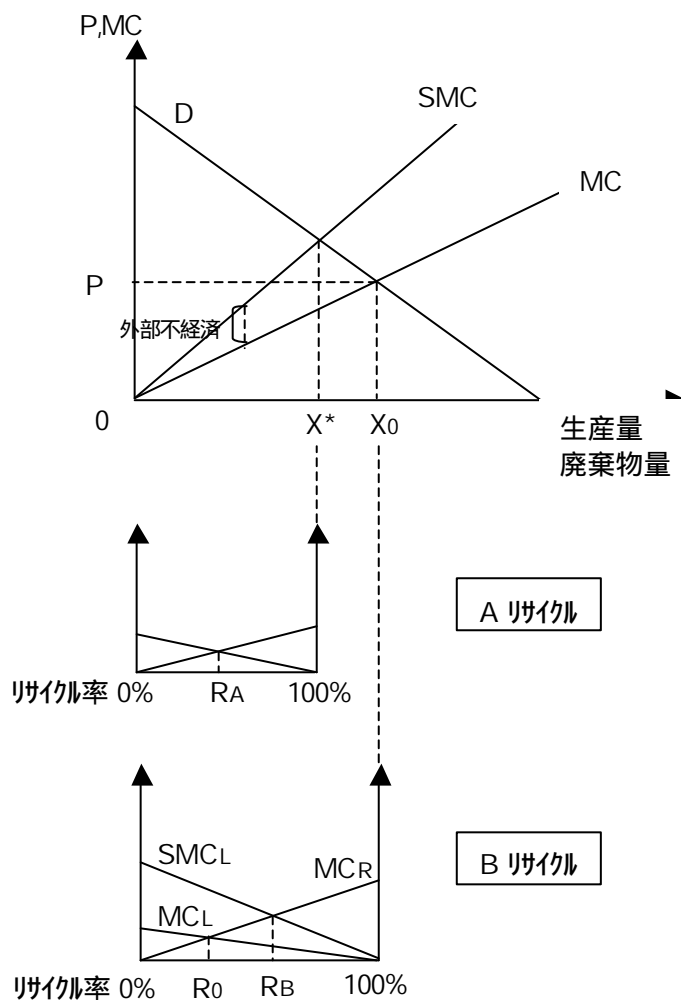 P,MC
SMC
D
MC
P
外部不経済
0
X*
X0
生産量
廃棄物量
A リサイクル
リサイクル率 0%
RA
100%
SMCL
MCR
B リサイクル
MCL
リサイクル率 0%
R0
RB
100%